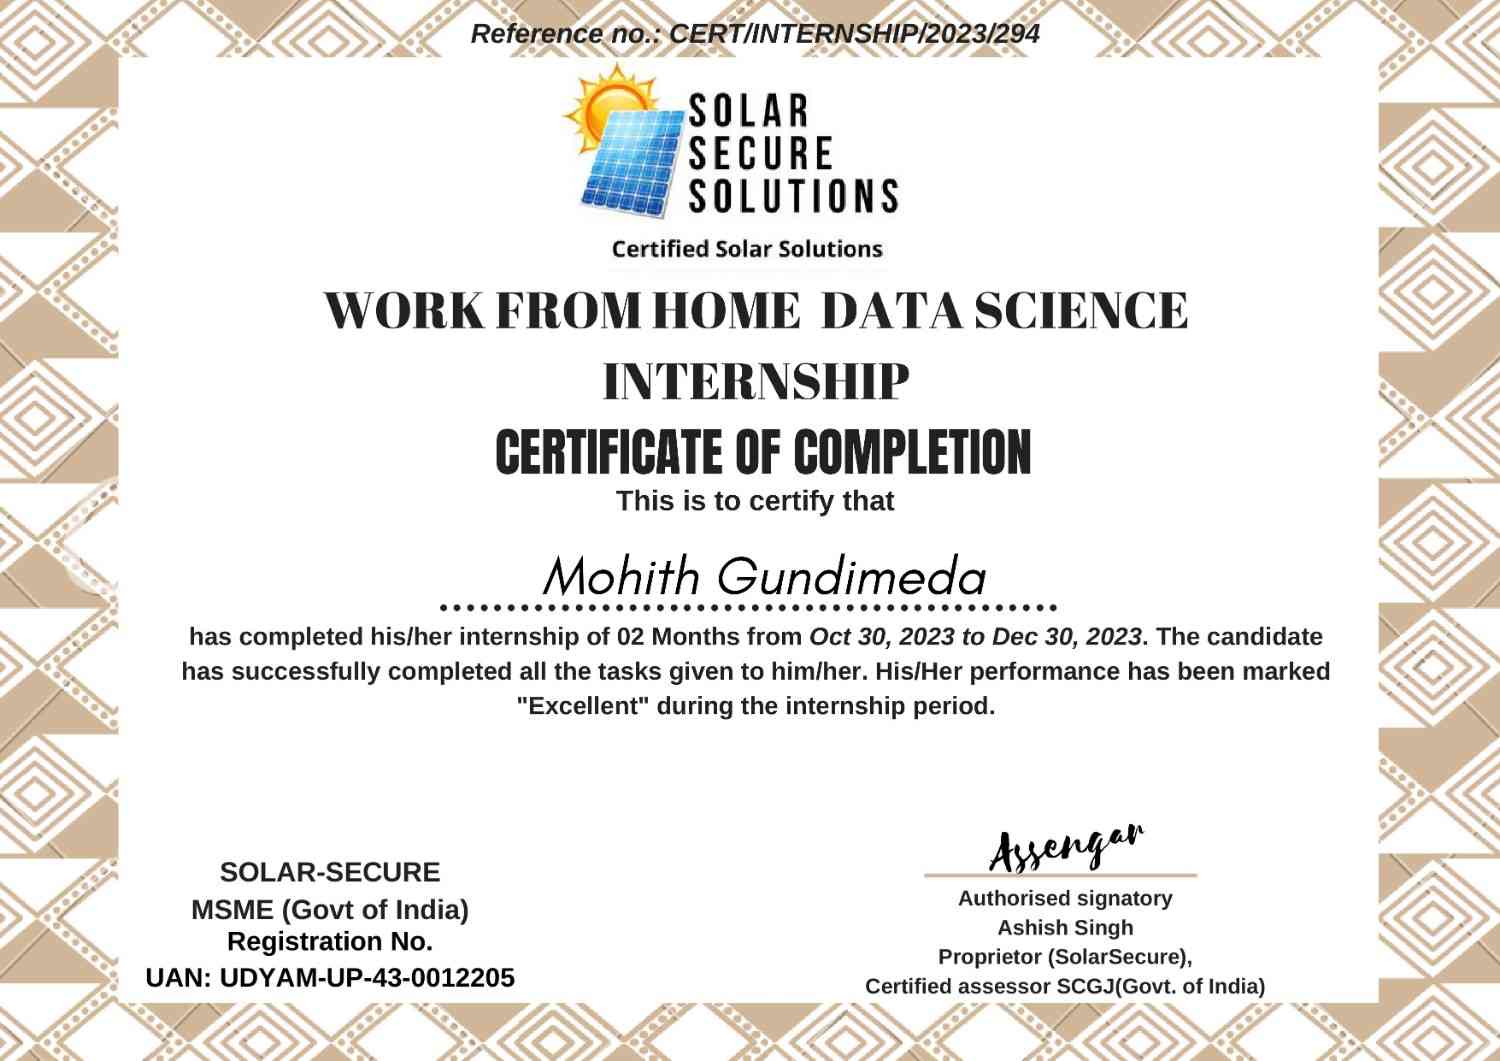 Reference no.: CERT/INTERNSHIP/2023/294
SOLAR
SECURE
SOLUTIONS
Certified Solar Solutions
WORK FROM HOME DATA SCIENCE
INTERNSHIP
CERTIFICATE OF COMPLETION
This is to certify that
Mohith Gundimeda
has completed his/her internship of 02 Months from Oct 30, 2023 to Dec 30, 2023. The candidate
has successfully completed all the tasks given to him/her. His/Her performance has been marked
"Excellent" during the internship period.
SOLAR-SECURE
MSME (Govt of India)
Registration No.
UAN: UDYAM-UP-43-0012205
Assengar
Authorised signatory
Ashish Singh
Proprietor (SolarSecure),
Certified assessor SCGJ(Govt. of India)